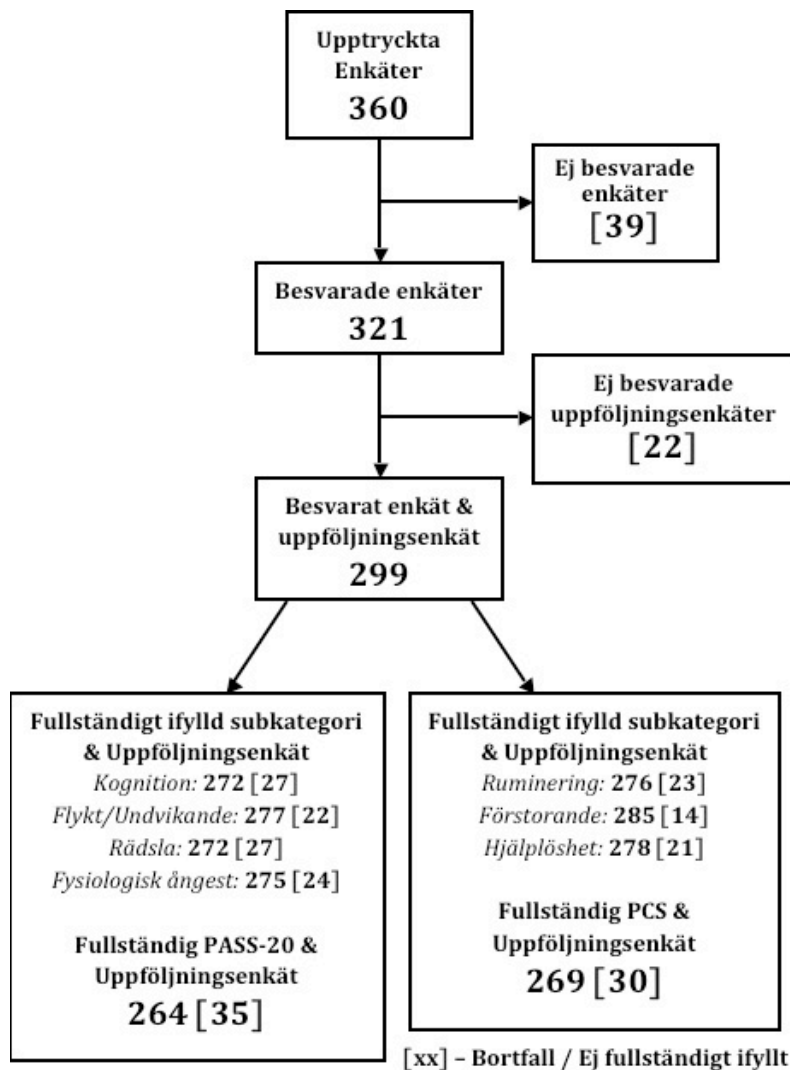 Upptryckta
Enkäter
360
Ej besvarade
enkäter
[39]
Besvarade enkäter
321
Ej besvarade
uppföljningsenkäter
[22]
Besvarat enkät &
uppföljningsenkät
299
Fullständigt ifylld subkategori
& Uppföljningsenkät
Kognition: 272 [27]
Flykt/Undvikande: 277 [22]
Rädsla: 272 [27]
Fysiologisk ångest: 275 [24]
Fullständig PASS-20 &
Uppföljningsenkät
264 [35]
Fullständigt ifylld subkategori
& Uppföljningsenkät
Ruminering: 276 [23]
Förstorande: 285 [14]
Hjälplöshet: 278 [21]
Fullständig PCS &
Uppföljningsenkät
269 [30]
[xx] – Bortfall / Ej fullständigt ifyllt